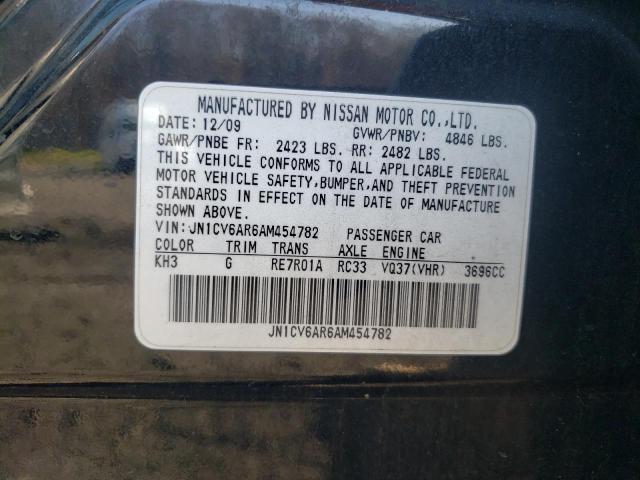 MANUFACTURED BY NISSAN MOTOR CO.,LTD.
DATE: 12/09 GVWR/PNBV: 4846 LBS.
GAWR/PNBE FR: 2423 LBS. RR: 2482 LBS.
THIS VEHICLE CONFORMS TO ALL APPLICABLE FEDERAL
MOTOR VEHICLE SAFETY,BUMPER,AND THEFT PREVENTION
STANDARDS IN EFFECT ON THE DATE OF MANUFACTURE
SHOWN ABOVE.
VIN: JN1CV6AR6AM454782 PASSENGER CAR
COLOR TRIM TRANS AXLE ENGINE
KH3 G RE7R01A RC33 VQ37(VHR) 3696CC
JN1CV6AR6AM454782